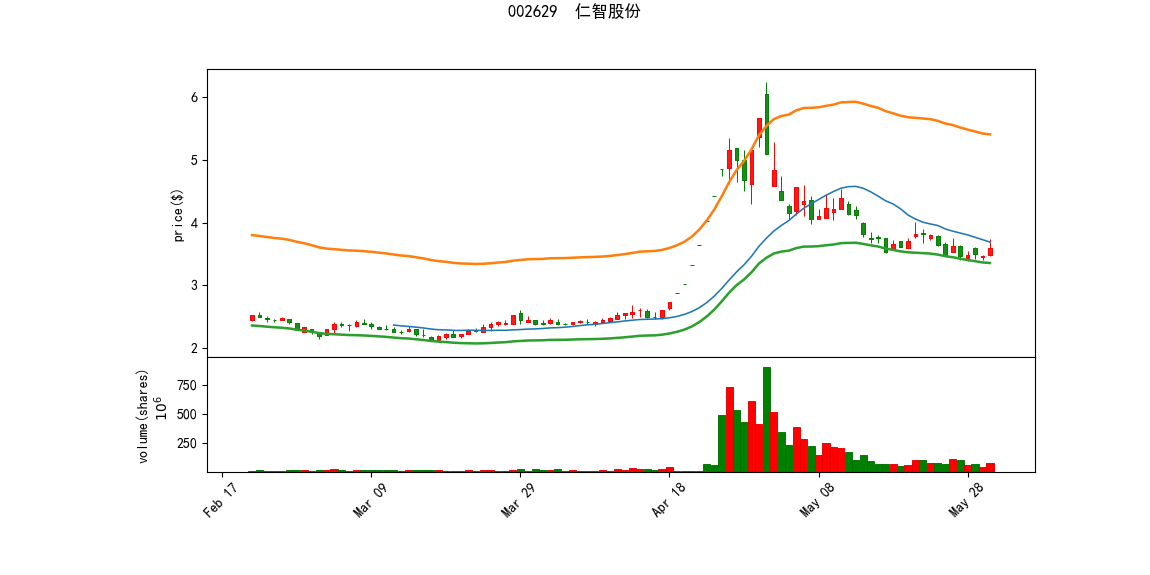 002629 仁智股份
price($)
6
5
4
3
2
volume(shares)
10^6
750
500
250
Feb 17
Mar 09
Mar 29
Apr 18
May 08
May 28